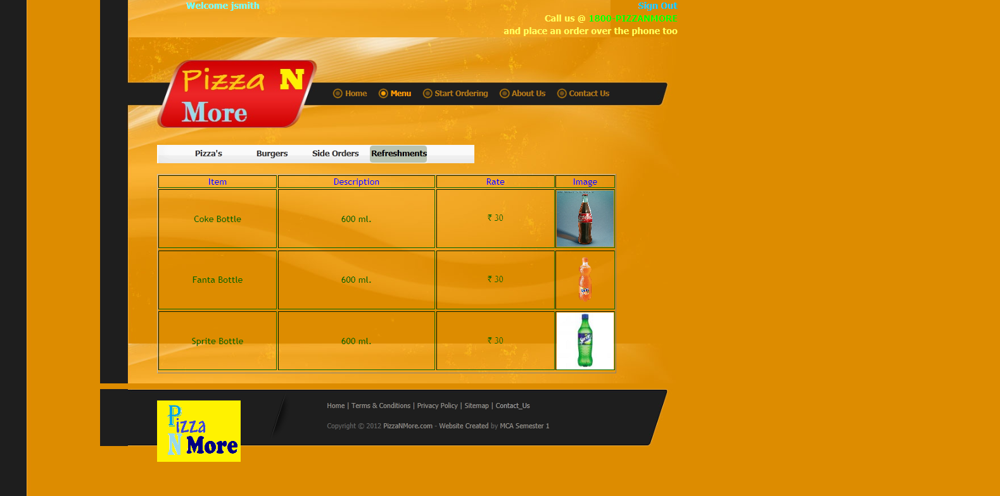 Welcome jsmith
Sign Out
Call us @ 1800-PIZZANMORE
and place an order over the phone too
Pizza N
More
Home Menu Start Ordering About Us Contact Us
Pizza's Burgers Side Orders Refreshments
Item Description Rate Image
Coke Bottle 600 ml. ₹ 30
Fanta Bottle 600 ml. ₹ 30
Sprite Bottle 600 ml. ₹ 30
Sprite
Home | Terms & Conditions | Privacy Policy | Sitemap | Contact_Us
Copyright © 2012 PizzaNMore.com - Website Created by MCA Semester 1
Pizza
N More